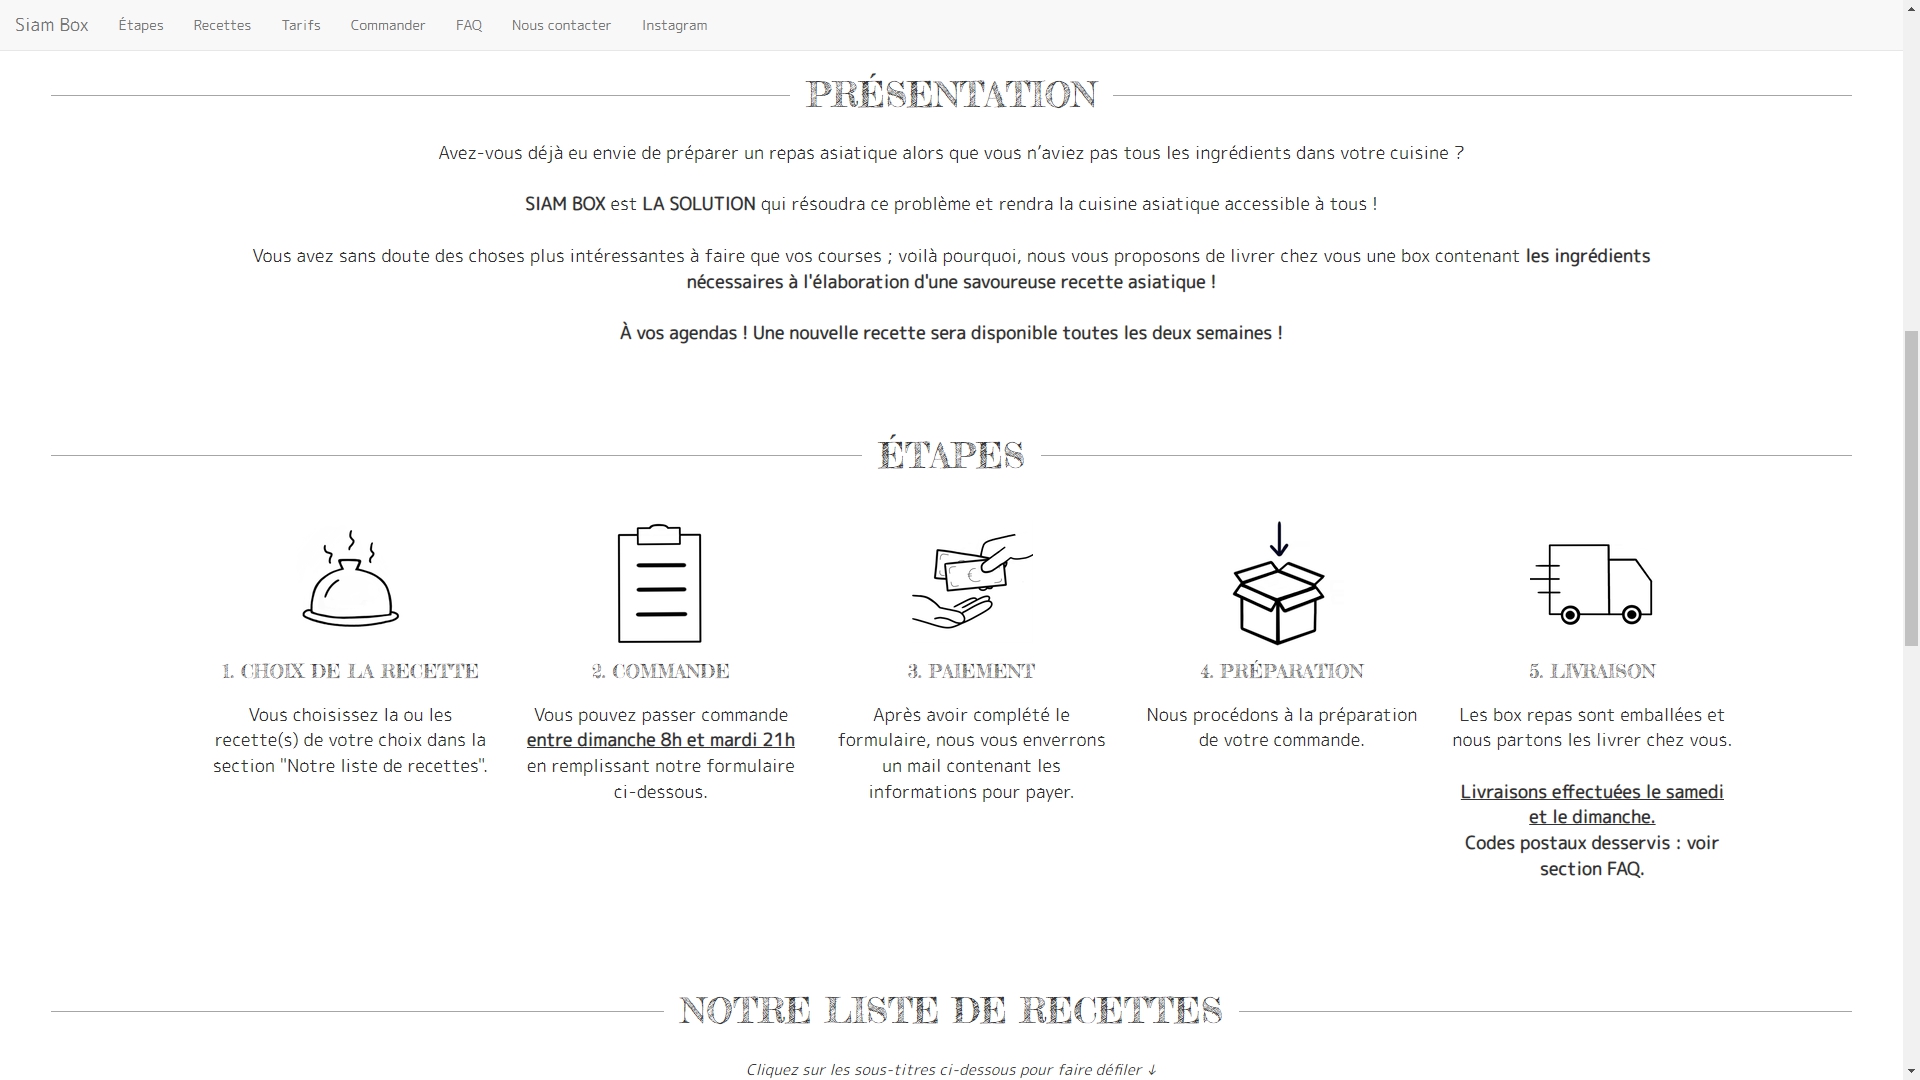 Siam Box Étapes Recettes Tarifs Commander FAQ Nous contacter Instagram
PRÉSENTATION
Avez-vous déjà eu envie de préparer un repas asiatique alors que vous n’aviez pas tous les ingrédients dans votre cuisine ?
SIAM BOX est LA SOLUTION qui résoudra ce problème et rendra la cuisine asiatique accessible à tous !
Vous avez sans doute des choses plus intéressantes à faire que vos courses ; voilà pourquoi, nous vous proposons de livrer chez vous une box contenant les ingrédients
nécessaires à l'élaboration d'une savoureuse recette asiatique !
À vos agendas ! Une nouvelle recette sera disponible toutes les deux semaines !
ÉTAPES
1. CHOIX DE LA RECETTE
Vous choisissez la ou les
recette(s) de votre choix dans la
section "Notre liste de recettes".
2. COMMANDE
Vous pouvez passer commande
entre dimanche 8h et mardi 21h
en remplissant notre formulaire
ci-dessous.
€
3. PAIEMENT
Après avoir complété le
formulaire, nous vous enverrons
un mail contenant les
informations pour payer.
4. PRÉPARATION
Nous procédons à la préparation
de votre commande.
5. LIVRAISON
Les box repas sont emballées et
nous partons les livrer chez vous.
Livraisons effectuées le samedi
et le dimanche.
Codes postaux desservis : voir
section FAQ.
NOTRE LISTE DE RECETTES
Cliquez sur les sous-titres ci-dessous pour faire défiler ↓